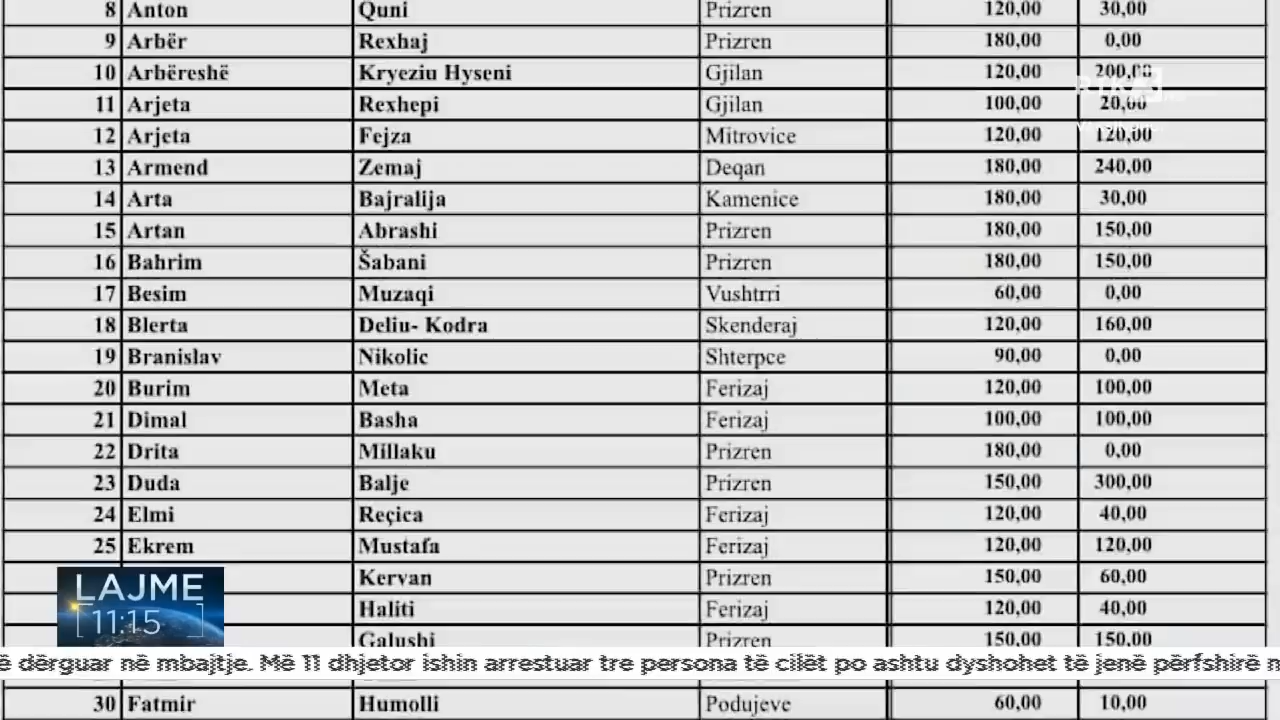 8 Anton Quni Prizren 120,00 30,00
9 Arbër Rexhaj Prizren 180,00 0,00
10 Arbëreshë Kryeziu Hyseni Gjilan 120,00 200,00
11 Arjeta Rexhepi Gjilan 100,00 20,00
12 Arjeta Fejza Mitrovice 120,00 120,00
13 Armend Zemaj Deqan 180,00 240,00
14 Arta Bajralija Kamenice 180,00 30,00
15 Artan Abrashi Prizren 180,00 150,00
16 Bahrim Šabani Prizren 180,00 150,00
17 Besim Muzaqi Vushtrri 60,00 0,00
18 Blerta Deliu- Kodra Skenderaj 120,00 160,00
19 Branislav Nikolic Shterpce 90,00 0,00
20 Burim Meta Ferizaj 120,00 100,00
21 Dimal Basha Ferizaj 100,00 100,00
22 Drita Millaku Prizren 180,00 0,00
23 Duda Balje Prizren 150,00 300,00
24 Elmi Reçica Ferizaj 120,00 40,00
25 Ekrem Mustafa Ferizaj 120,00 120,00
Kervan Prizren 150,00 60,00
Haliti Ferizaj 120,00 40,00
Galushi Prizren 150,00 150,00
LAJME
11:15
dërguar në mbajtje. Më 11 dhjetor ishin arrestuar tre persona të cilët po ashtu dyshohet të jenë përfshirë
30 Fatmir Humolli Podujeve 60,00 10,00